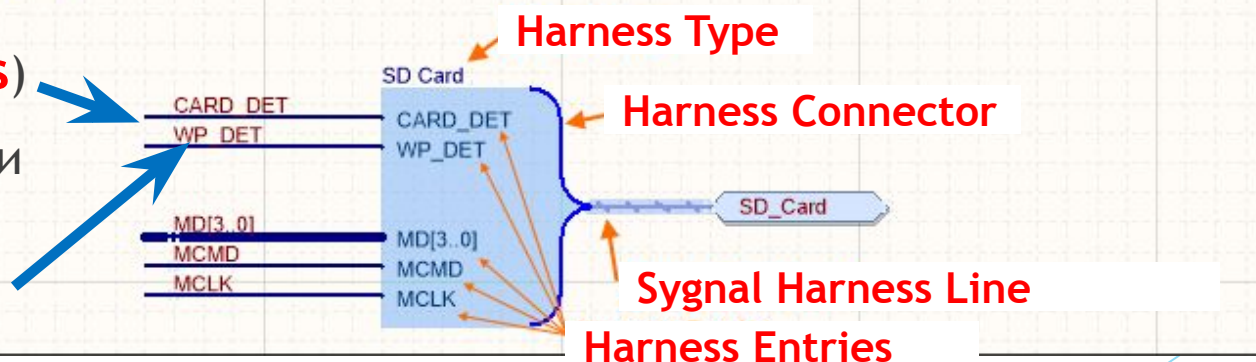 Harness Type
s)
SD Card
CARD_DET
CARD_DET
Harness Connector
WP_DET
WP_DET
и
SD_Card
MD[3..0]
MD[3..0]
MCMD
MCMD
MCLK
MCLK
Sygnal Harness Line
Harness Entries